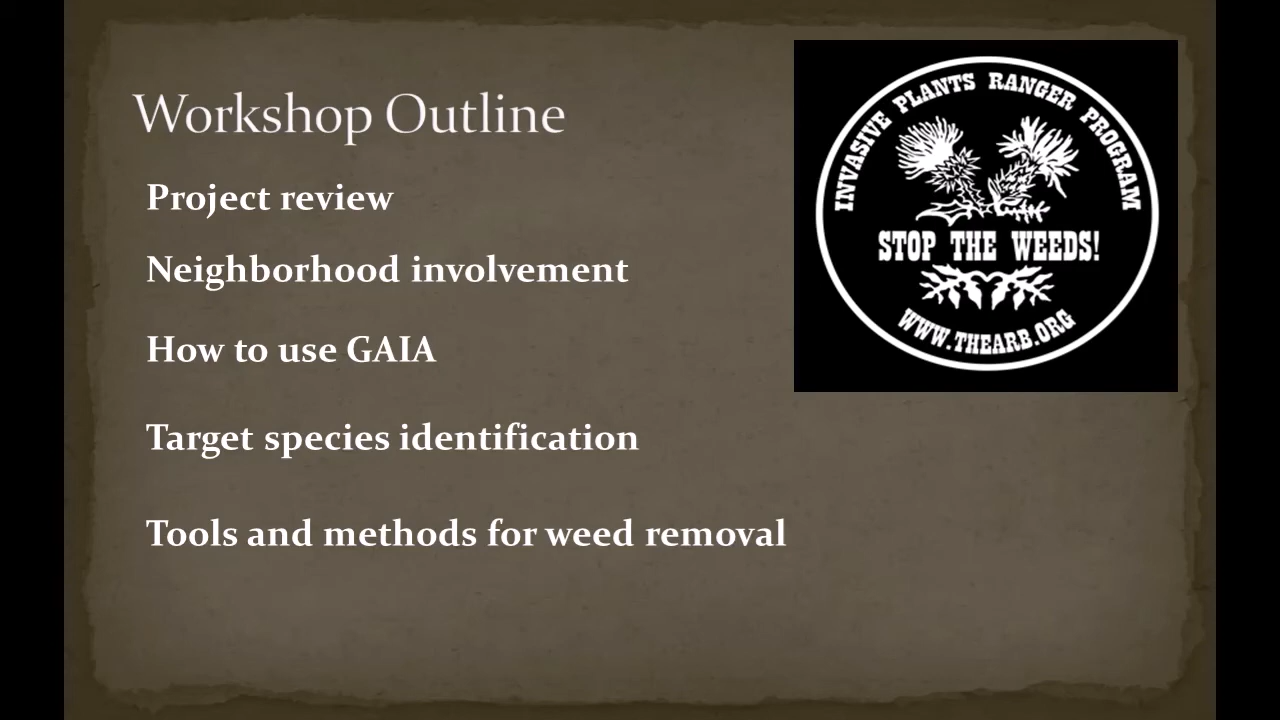 Workshop Outline
Project review
Neighborhood involvement
How to use GAIA
Target species identification
Tools and methods for weed removal
INVASIVE PLANTS RANGER PROGRAM
STOP THE WEEDS!
WWW.THEARB.ORG